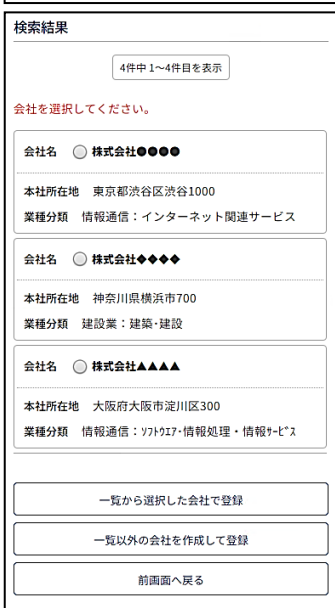 検索結果
4件中 1～4件目を表示
会社を選択してください。
会社名 株式会社●●●●
本社所在地 東京都渋谷区渋谷1000
業種分類 情報通信：インターネット関連サービス
会社名 株式会社◆◆◆◆
本社所在地 神奈川県横浜市700
業種分類 建設業：建築･建設
会社名 株式会社▲▲▲▲
本社所在地 大阪府大阪市淀川区300
業種分類 情報通信：ｿﾌﾄｳｴｱ･情報処理・情報ｻｰﾋﾞｽ
一覧から選択した会社で登録
一覧以外の会社を作成して登録
前画面へ戻る